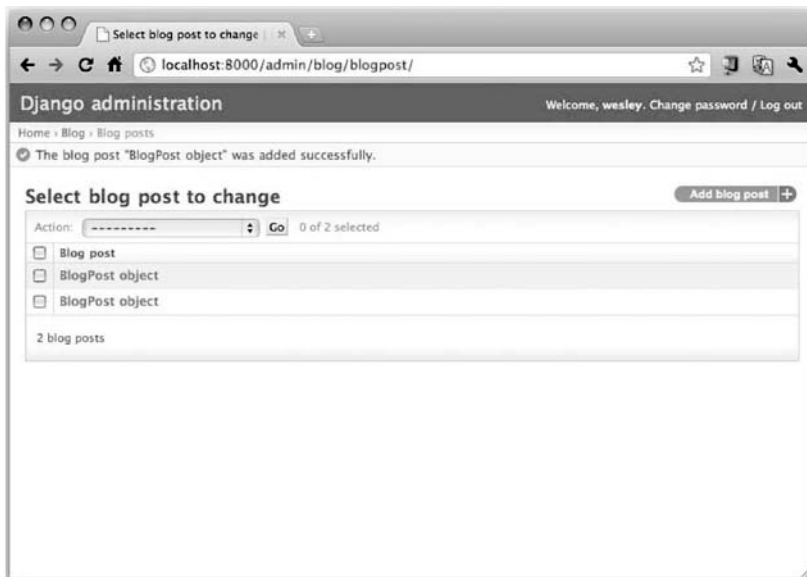 Select blog post to change
localhost:8000/admin/blog/blogpost/
Django administration
Welcome, wesley. Change password / Log out
Home › Blog › Blog posts
The blog post "BlogPost object" was added successfully.
Select blog post to change
Add blog post +
Action: --------- Go 0 of 2 selected
Blog post
BlogPost object
BlogPost object
2 blog posts